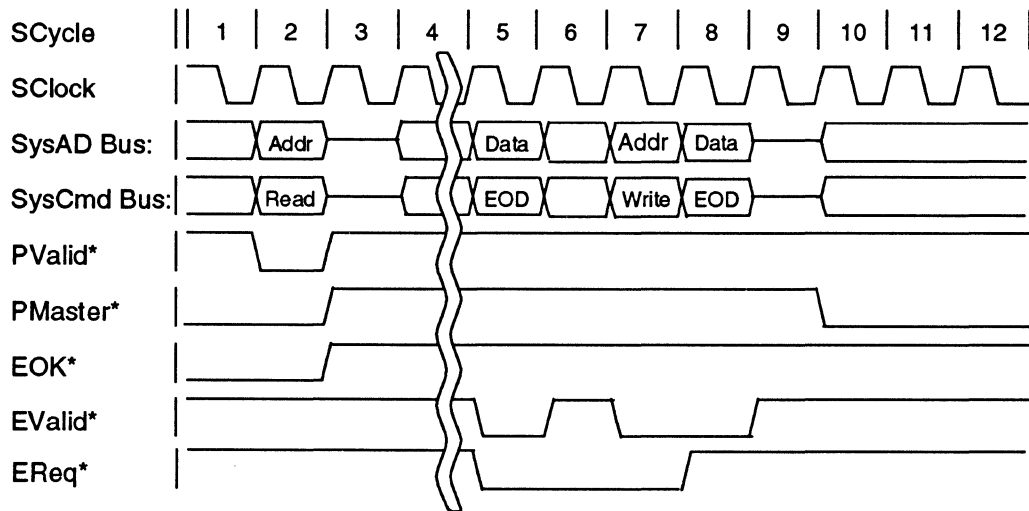 SCycle 1 2 3 4 5 6 7 8 9 10 11 12
SClock
SysAD Bus: Addr Data Addr Data
SysCmd Bus: Read EOD Write EOD
PValid*
PMaster*
EOK*
EValid*
EReq*